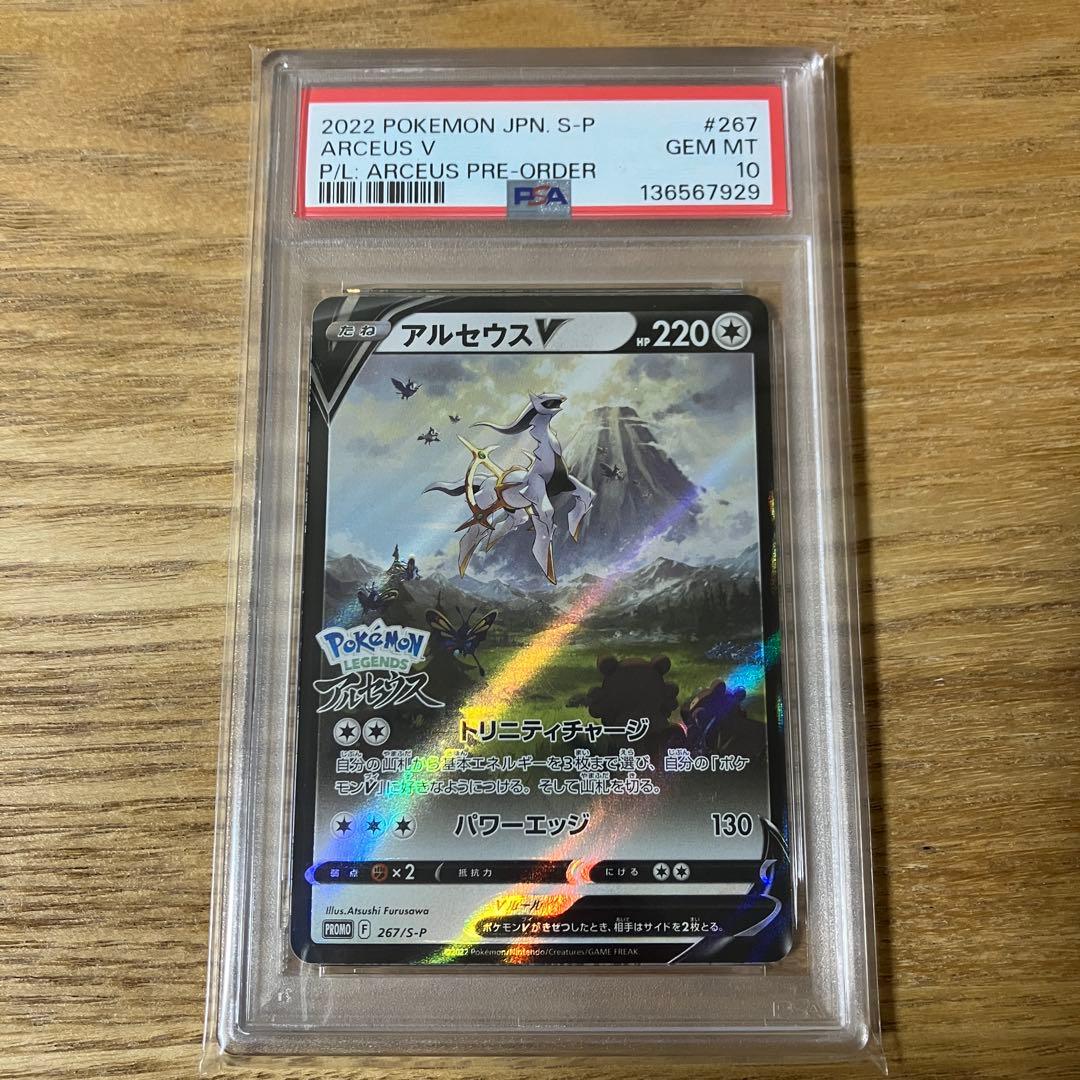 2022 POKEMON JPN. S-P #267
ARCEUS V GEM MT
P/L: ARCEUS PRE-ORDER 10
PSA 136567929
たね アルセウスV HP220
POKéMON
LEGENDS
アルセウス
トリニティチャージ
自分の山札から基本エネルギーを3枚まで選び、自分の「ポケ
モンV」に好きなようにつける。そして山札を切る。
パワーエッジ 130
弱点 ×2 抵抗力 にげる
Illus.Atsushi Furusawa
Vルール
ポケモンVがきぜつしたとき、相手はサイドを2枚とる。
PROMO F 267/S-P
©2022 Pokémon/Nintendo/Creatures/GAME FREAK